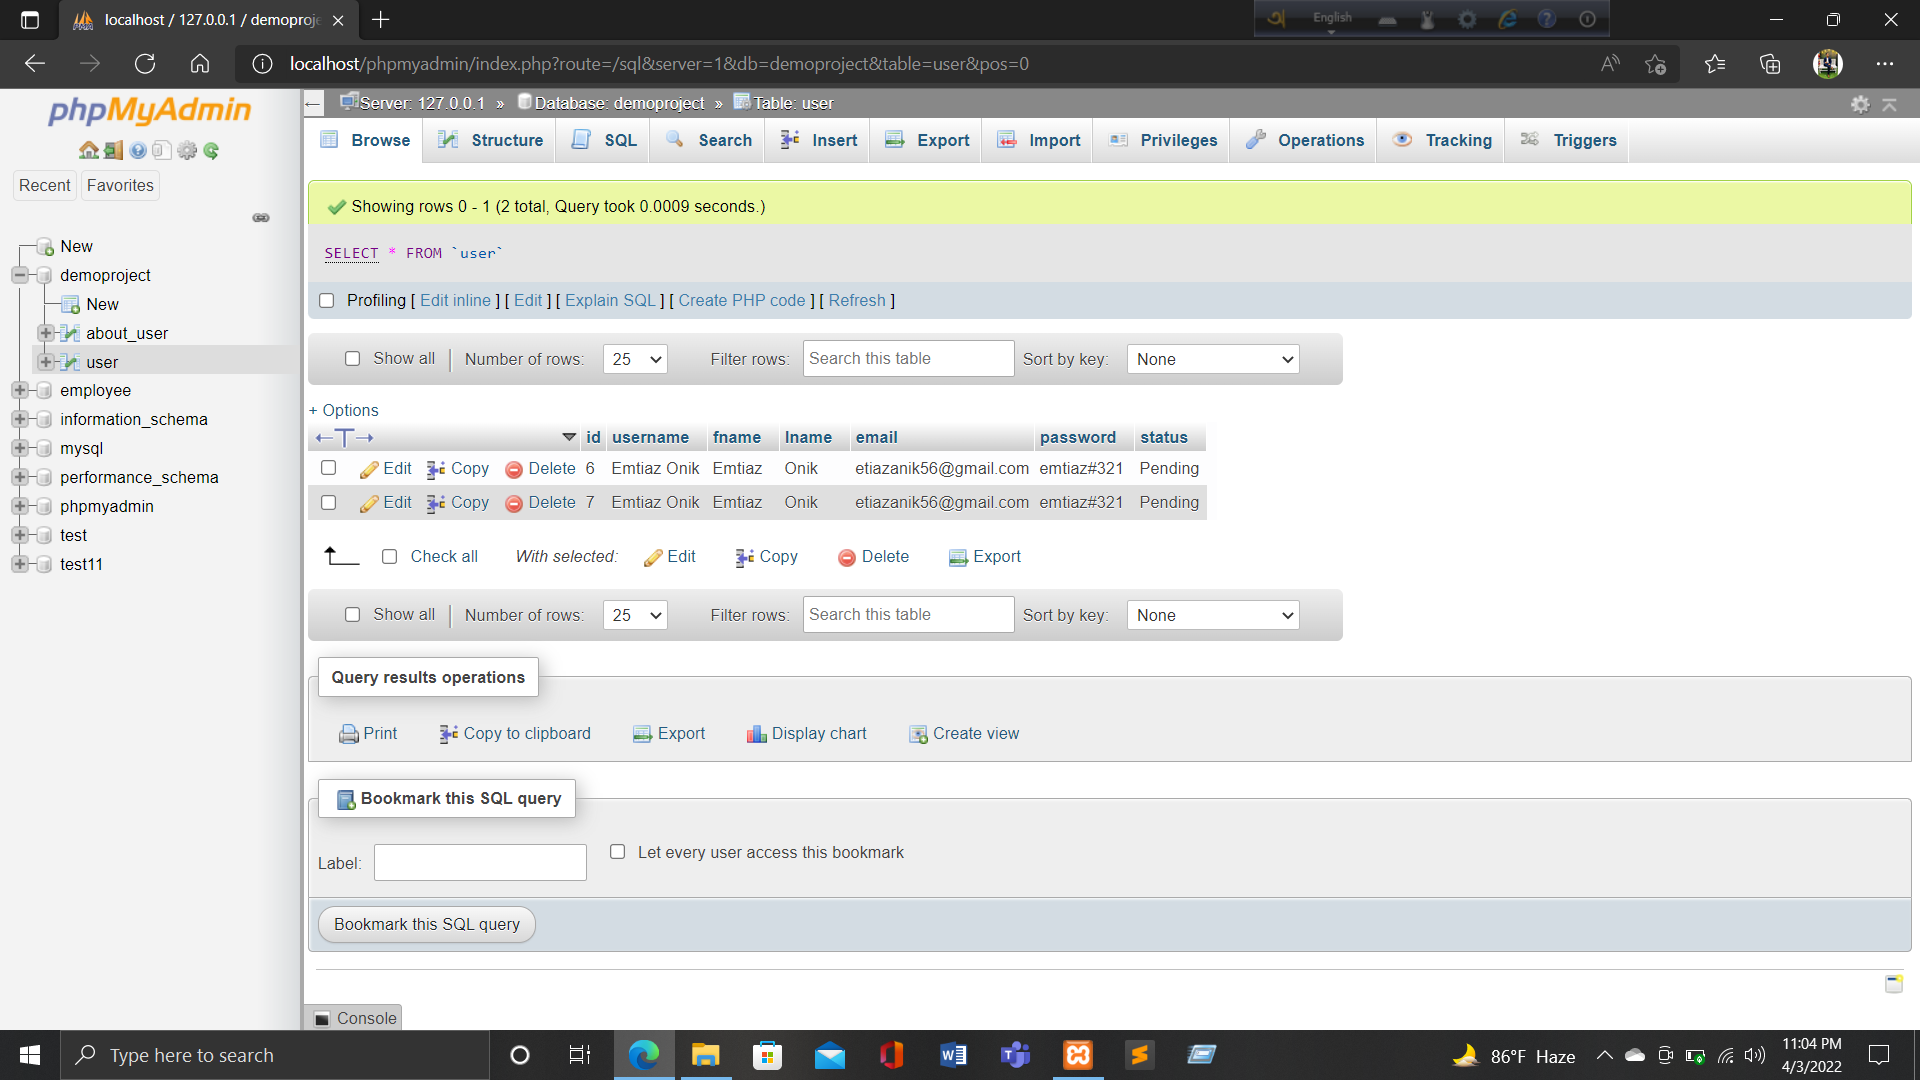 localhost / 127.0.0.1 / demoproje
English
localhost/phpmyadmin/index.php?route=/sql&server=1&db=demoproject&table=user&pos=0
phpMyAdmin
Recent
Favorites
New
demoproject
New
about_user
user
employee
information_schema
mysql
performance_schema
phpmyadmin
test
test11
Server: 127.0.0.1 » Database: demoproject » Table: user
Browse Structure SQL Search Insert Export Import Privileges Operations Tracking Triggers
Showing rows 0 - 1 (2 total, Query took 0.0009 seconds.)
SELECT * FROM `user`
Profiling [ Edit inline ] [ Edit ] [ Explain SQL ] [ Create PHP code ] [ Refresh ]
Show all | Number of rows: 25 Filter rows: Search this table Sort by key: None
+ Options
←T→ id username fname lname email password status
Edit Copy Delete 6 Emtiaz Onik Emtiaz Onik etiazanik56@gmail.com emtiaz#321 Pending
Edit Copy Delete 7 Emtiaz Onik Emtiaz Onik etiazanik56@gmail.com emtiaz#321 Pending
Check all With selected: Edit Copy Delete Export
Show all | Number of rows: 25 Filter rows: Search this table Sort by key: None
Query results operations
Print Copy to clipboard Export Display chart Create view
Bookmark this SQL query
Label: Let every user access this bookmark
Bookmark this SQL query
Console
Type here to search
86°F Haze
11:04 PM
4/3/2022